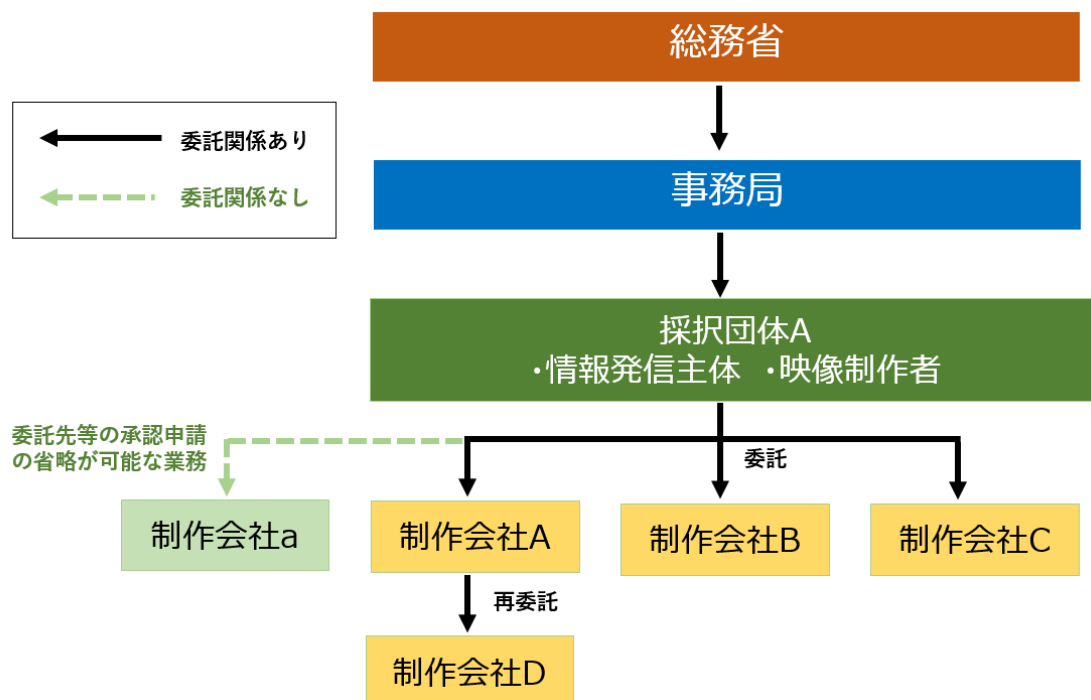 総務省
委託関係あり
委託関係なし
事務局
採択団体A
・情報発信主体 ・映像制作者
委託先等の承認申請
の省略が可能な業務
委託
制作会社a
制作会社A
制作会社B
制作会社C
再委託
制作会社D